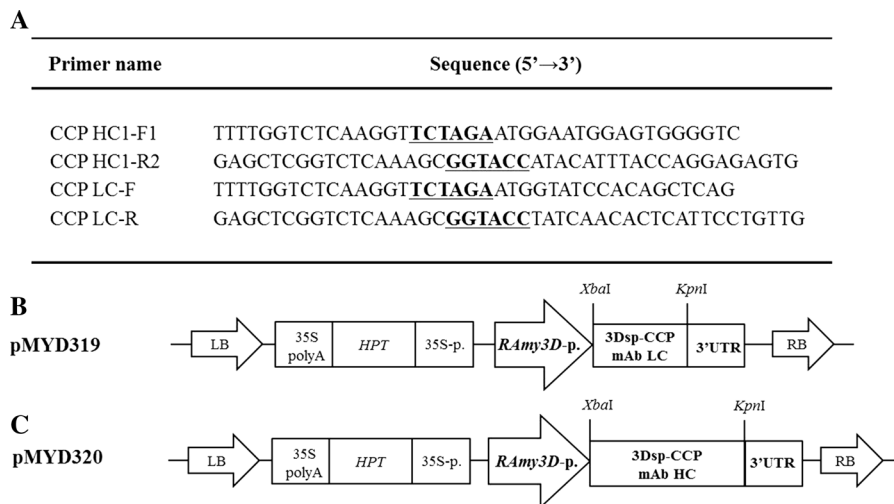 A
Primer name Sequence (5’→3’)
CCP HC1-F1 TTTTGGTCTCAAGGTTCTAGAATGGAATGGAGTGGGGTC
CCP HC1-R2 GAGCTCGGTCTCAAAGCGGTACCATACATTTACCAGGAGAGTG
CCP LC-F TTTTGGTCTCAAGGTTCTAGAATGGTATCCACAGCTCAG
CCP LC-R GAGCTCGGTCTCAAAGCGGTACCTATCAACACTCATTCCTGTTG
B
pMYD319
XbaI KpnI
LB
35S
polyA
HPT
35S-p.
RAmy3D-p.
3Dsp-CCP
mAb LC
3’UTR
RB
C
pMYD320
XbaI KpnI
LB
35S
polyA
HPT
35S-p.
RAmy3D-p.
3Dsp-CCP
mAb HC
3’UTR
RB